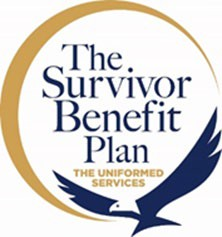 The
Survivor
Benefit
Plan
THE UNIFORMED
SERVICES